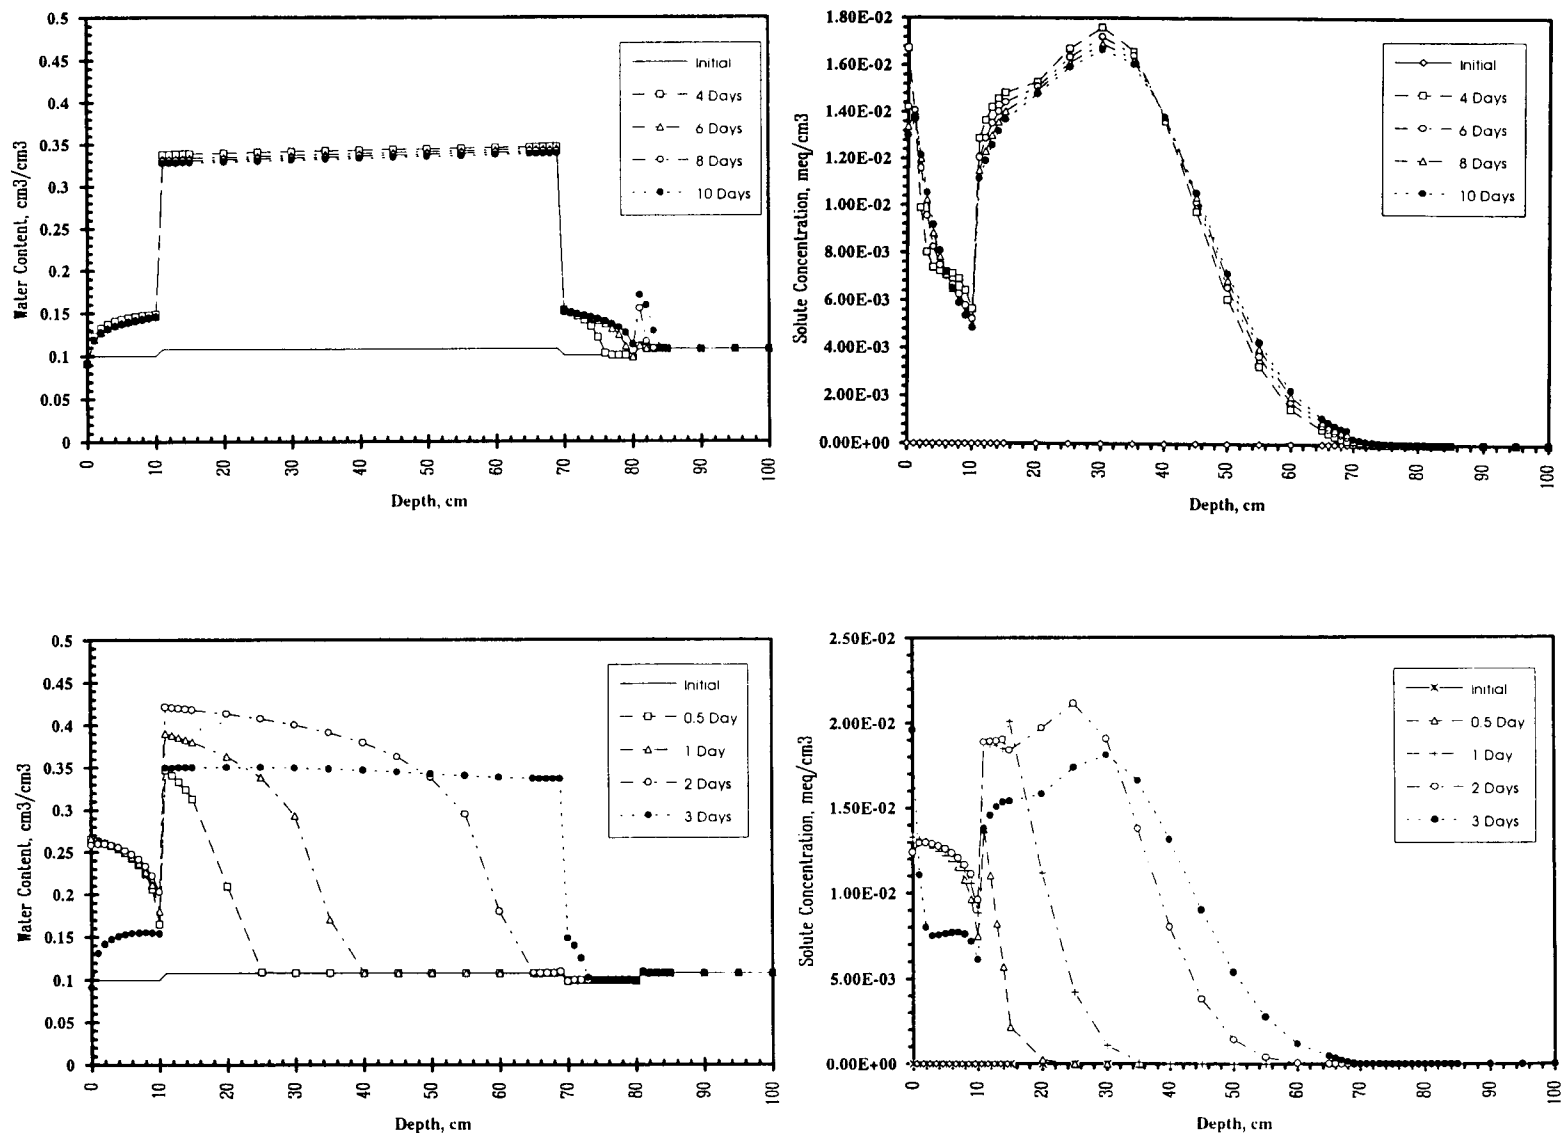 0.5
0.45
0.4
0.35
0.3
0.25
0.2
0.15
0.1
0.05
0
Water Content, cm3/cm3
Initial
4 Days
6 Days
8 Days
10 Days
0 10 20 30 40 50 60 70 80 90 100
Depth, cm
1.80E-02
1.60E-02
1.40E-02
1.20E-02
1.00E-02
8.00E-03
6.00E-03
4.00E-03
2.00E-03
0.00E+00
Solute Concentration, meq/cm3
Initial
4 Days
6 Days
8 Days
10 Days
0 10 20 30 40 50 60 70 80 90 100
Depth, cm
0.5
0.45
0.4
0.35
0.3
0.25
0.2
0.15
0.1
0.05
0
Water Content, cm3/cm3
Initial
0.5 Day
1 Day
2 Days
3 Days
0 10 20 30 40 50 60 70 80 90 100
Depth, cm
2.50E-02
2.00E-02
1.50E-02
1.00E-02
5.00E-03
0.00E+00
Solute Concentration, meq/cm3
Initial
0.5 Day
1 Day
2 Days
3 Days
0 10 20 30 40 50 60 70 80 90 100
Depth, cm